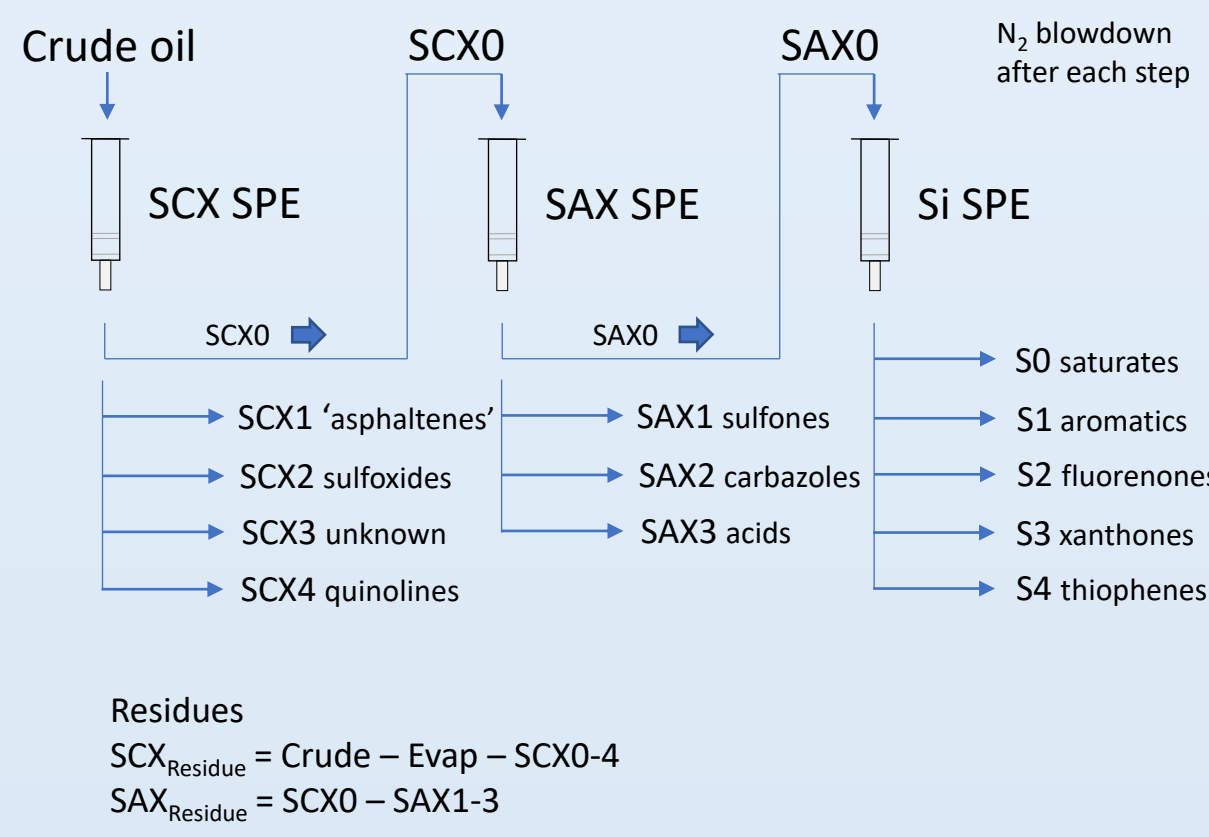 Crude oil
SCX0
SAX0
N₂ blowdown
after each step
SCX SPE
SAX SPE
Si SPE
SCX0
SAX0
SCX1 ‘asphaltenes’
SCX2 sulfoxides
SCX3 unknown
SCX4 quinolines
SAX1 sulfones
SAX2 carbazoles
SAX3 acids
S0 saturates
S1 aromatics
S2 fluorenones
S3 xanthones
S4 thiophenes
Residues
SCX_Residue = Crude – Evap – SCX0-4
SAX_Residue = SCX0 – SAX1-3